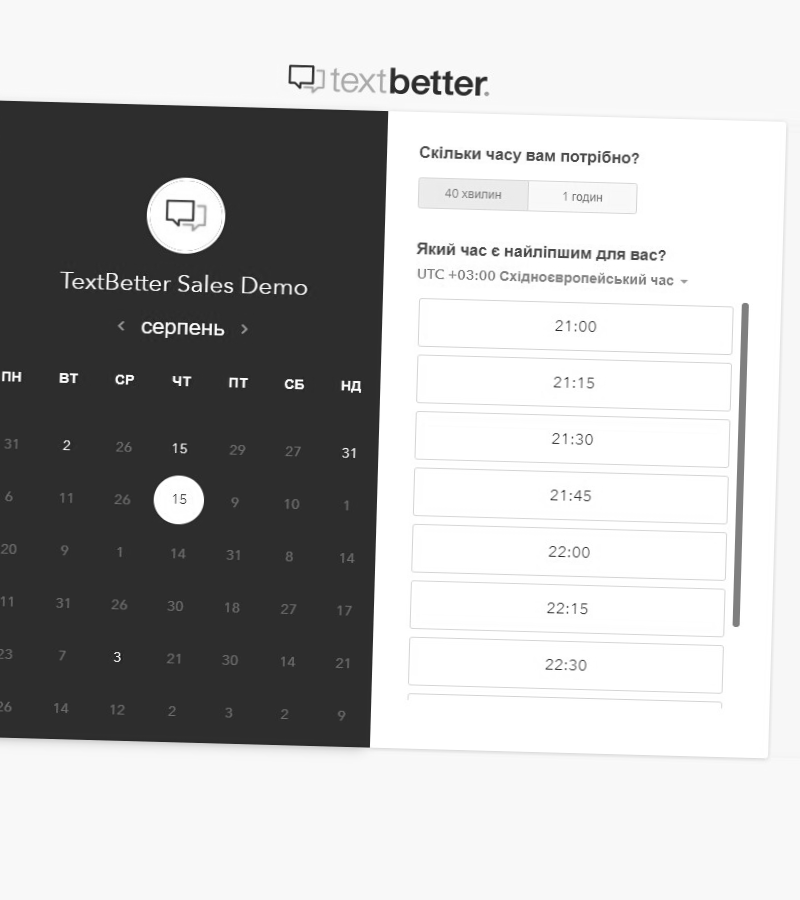 textbetter.
TextBetter Sales Demo
серпень
ПН ВТ СР ЧТ ПТ СБ НД
31 2 26 15 29 27 31
6 11 26 15 9 10 1
20 9 1 14 31 8 14
11 31 26 30 18 27 17
23 7 3 21 30 14 21
26 14 12 2 3 2 9
Скільки часу вам потрібно?
40 хвилин 1 годин
Який час є найліпшим для вас?
UTC +03:00 Східноєвропейський час
21:00
21:15
21:30
21:45
22:00
22:15
22:30